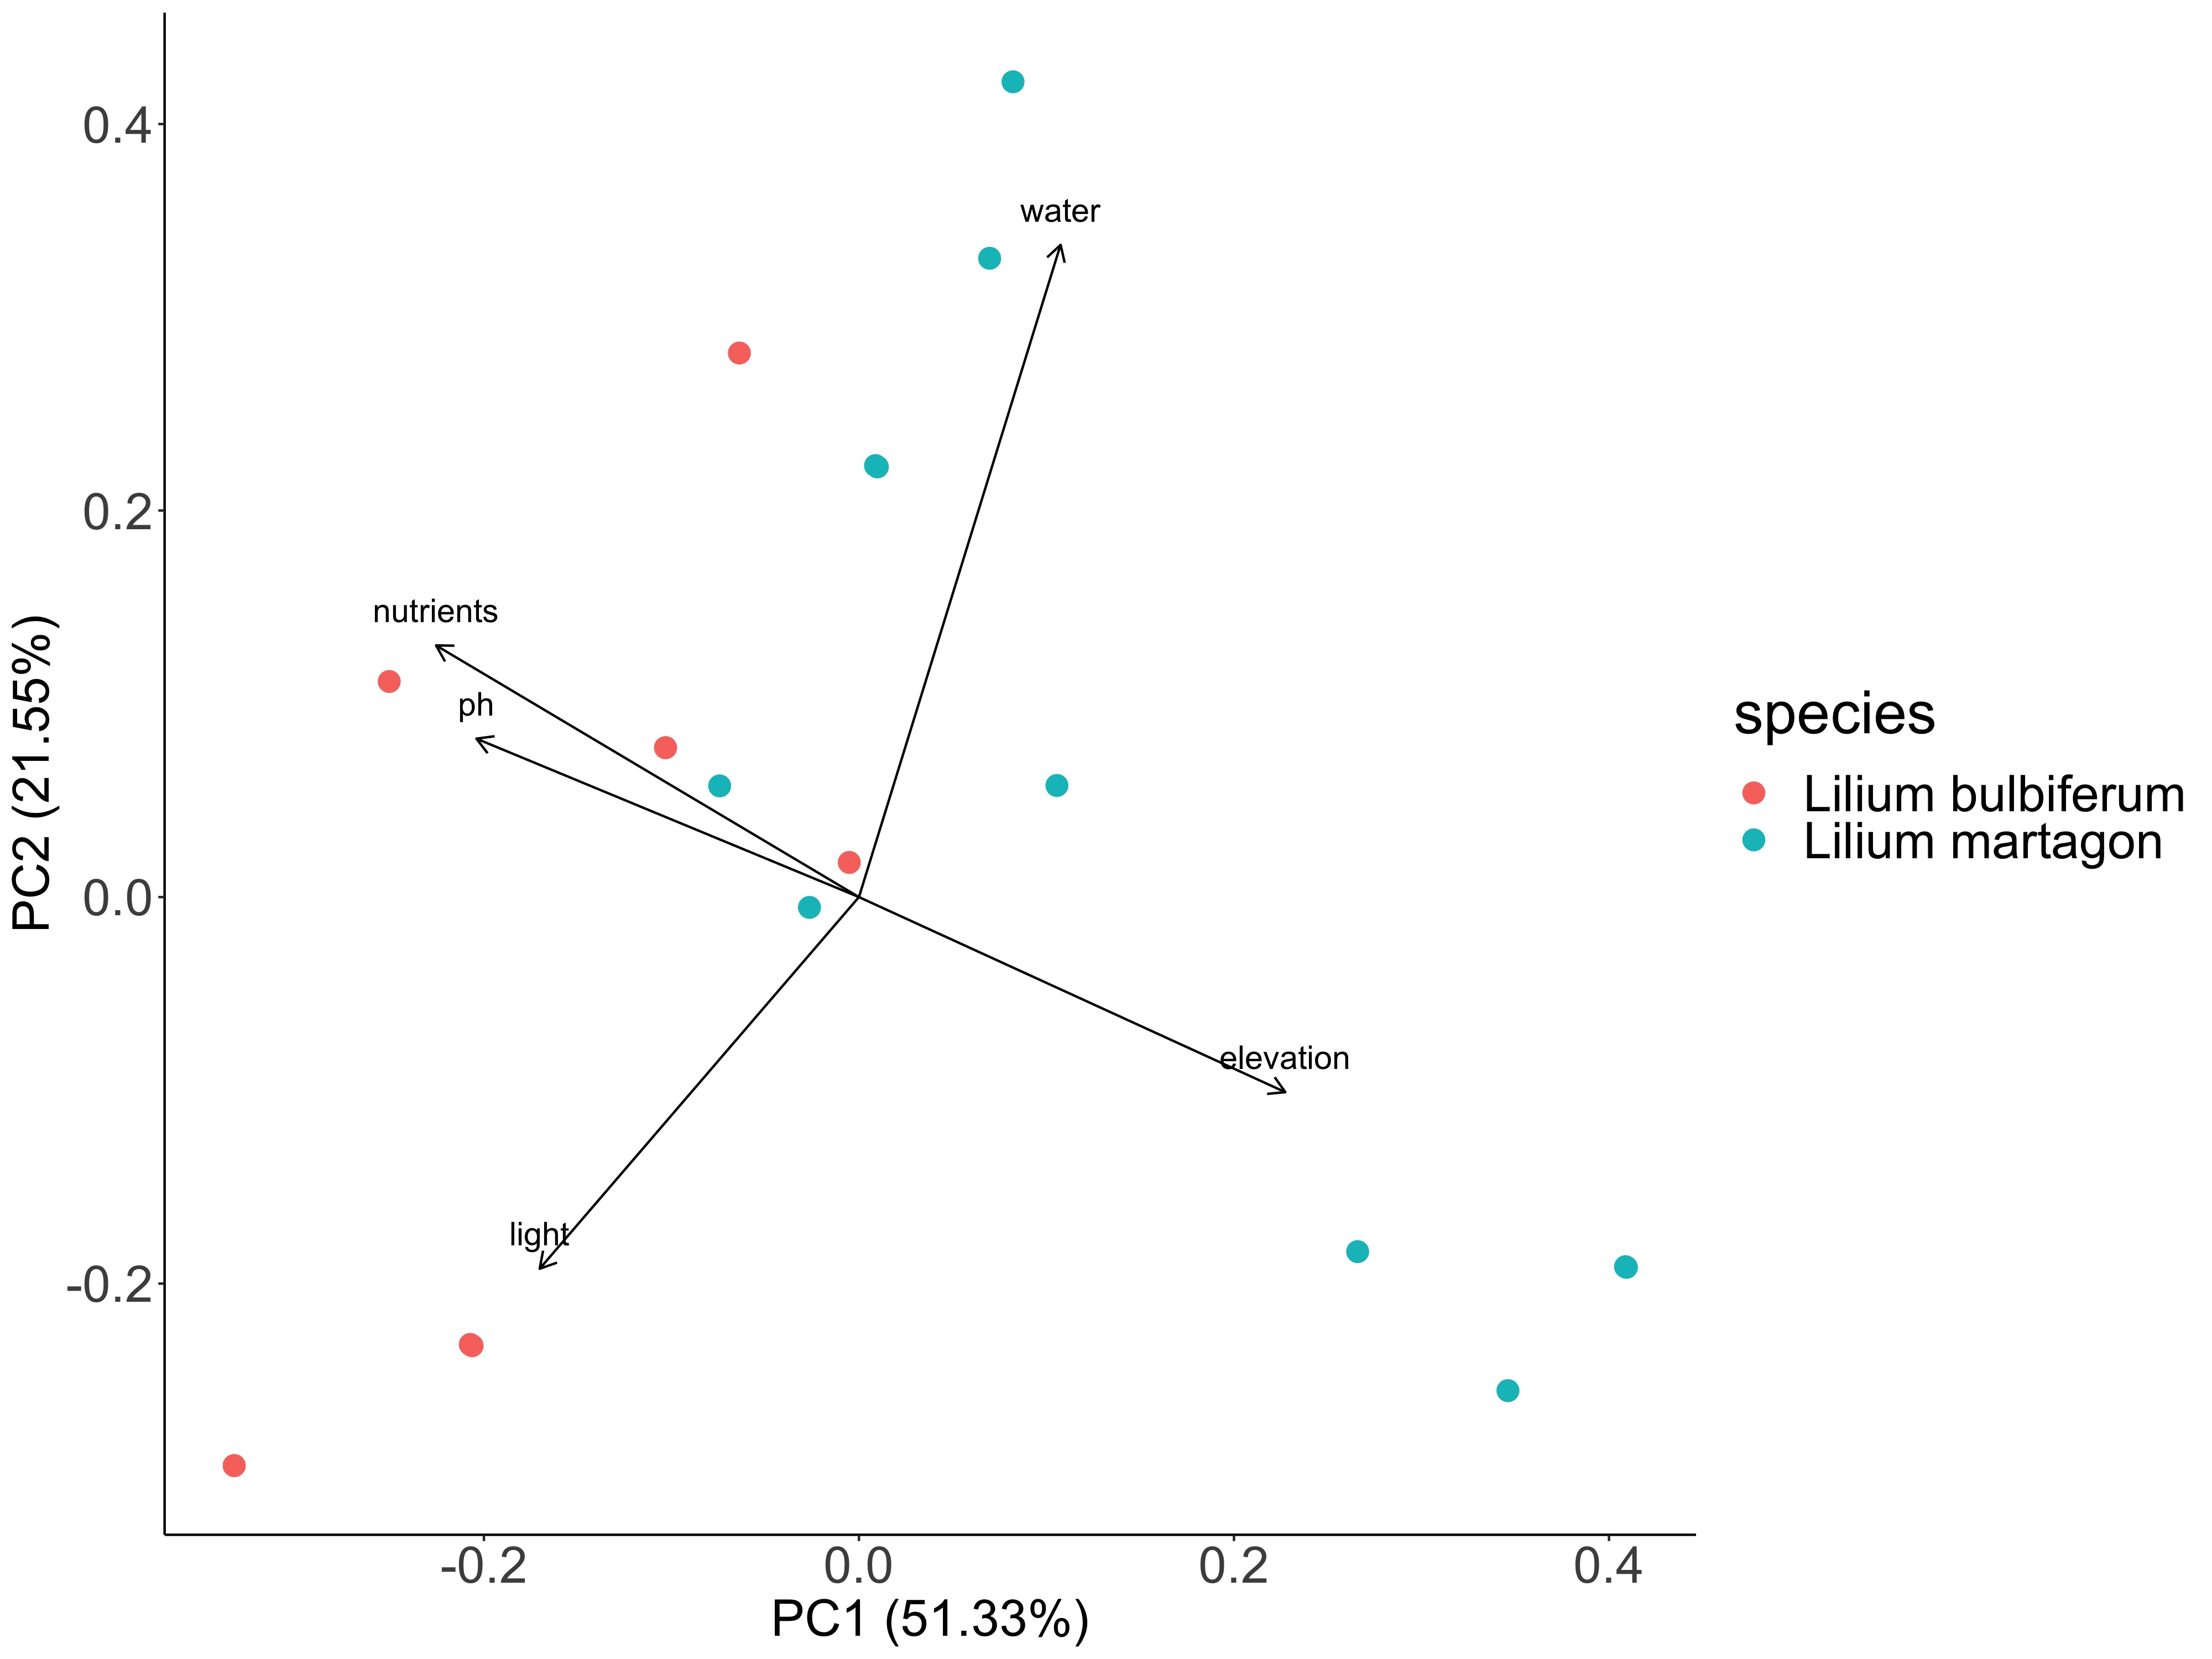 0.4
0.2
0.0
-0.2
PC2 (21.55%)
water
nutrients
ph
elevation
light
-0.2
0.0
0.2
0.4
PC1 (51.33%)
species
Lilium bulbiferum
Lilium martagon